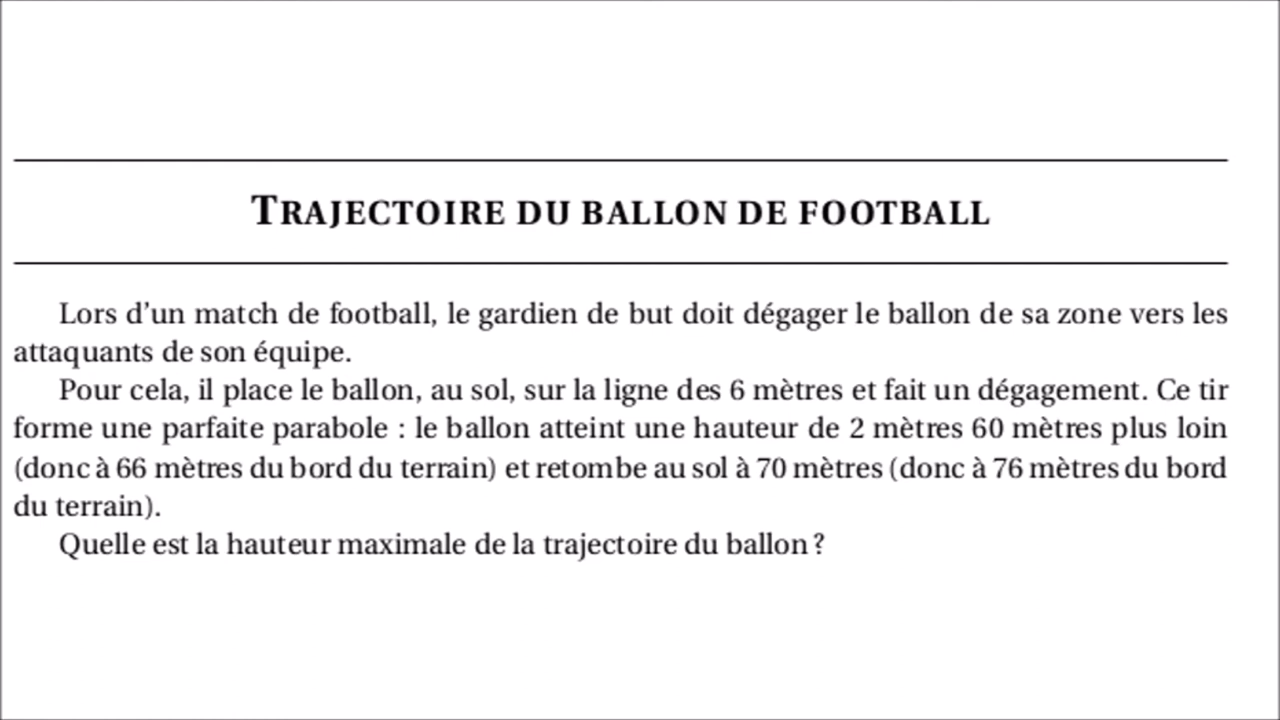 TRAJECTOIRE DU BALLON DE FOOTBALL
Lors d’un match de football, le gardien de but doit dégager le ballon de sa zone vers les
attaquants de son équipe.
Pour cela, il place le ballon, au sol, sur la ligne des 6 mètres et fait un dégagement. Ce tir
forme une parfaite parabole : le ballon atteint une hauteur de 2 mètres 60 mètres plus loin
(donc à 66 mètres du bord du terrain) et retombe au sol à 70 mètres (donc à 76 mètres du bord
du terrain).
Quelle est la hauteur maximale de la trajectoire du ballon ?